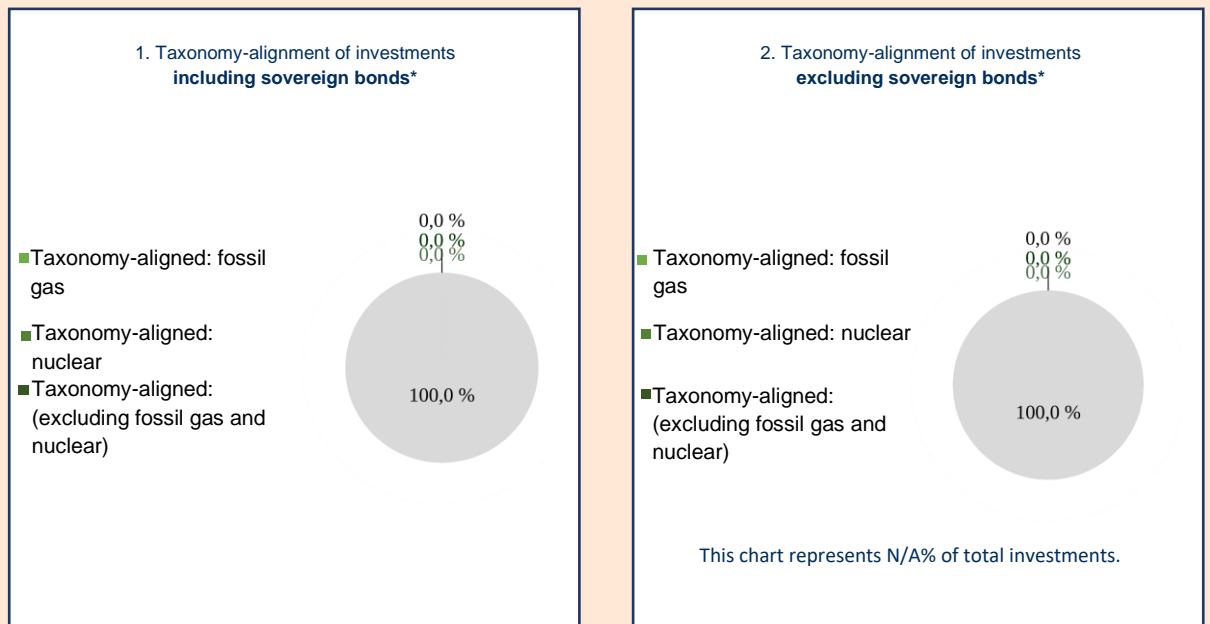 1. Taxonomy-alignment of investments
including sovereign bonds*
0,0 %
0,0 %
0,0 %
Taxonomy-aligned: fossil
gas
Taxonomy-aligned:
nuclear
Taxonomy-aligned:
(excluding fossil gas and
nuclear)
100,0 %
2. Taxonomy-alignment of investments
excluding sovereign bonds*
0,0 %
0,0 %
0,0 %
Taxonomy-aligned: fossil
gas
Taxonomy-aligned: nuclear
Taxonomy-aligned:
(excluding fossil gas and
nuclear)
100,0 %
This chart represents N/A% of total investments.